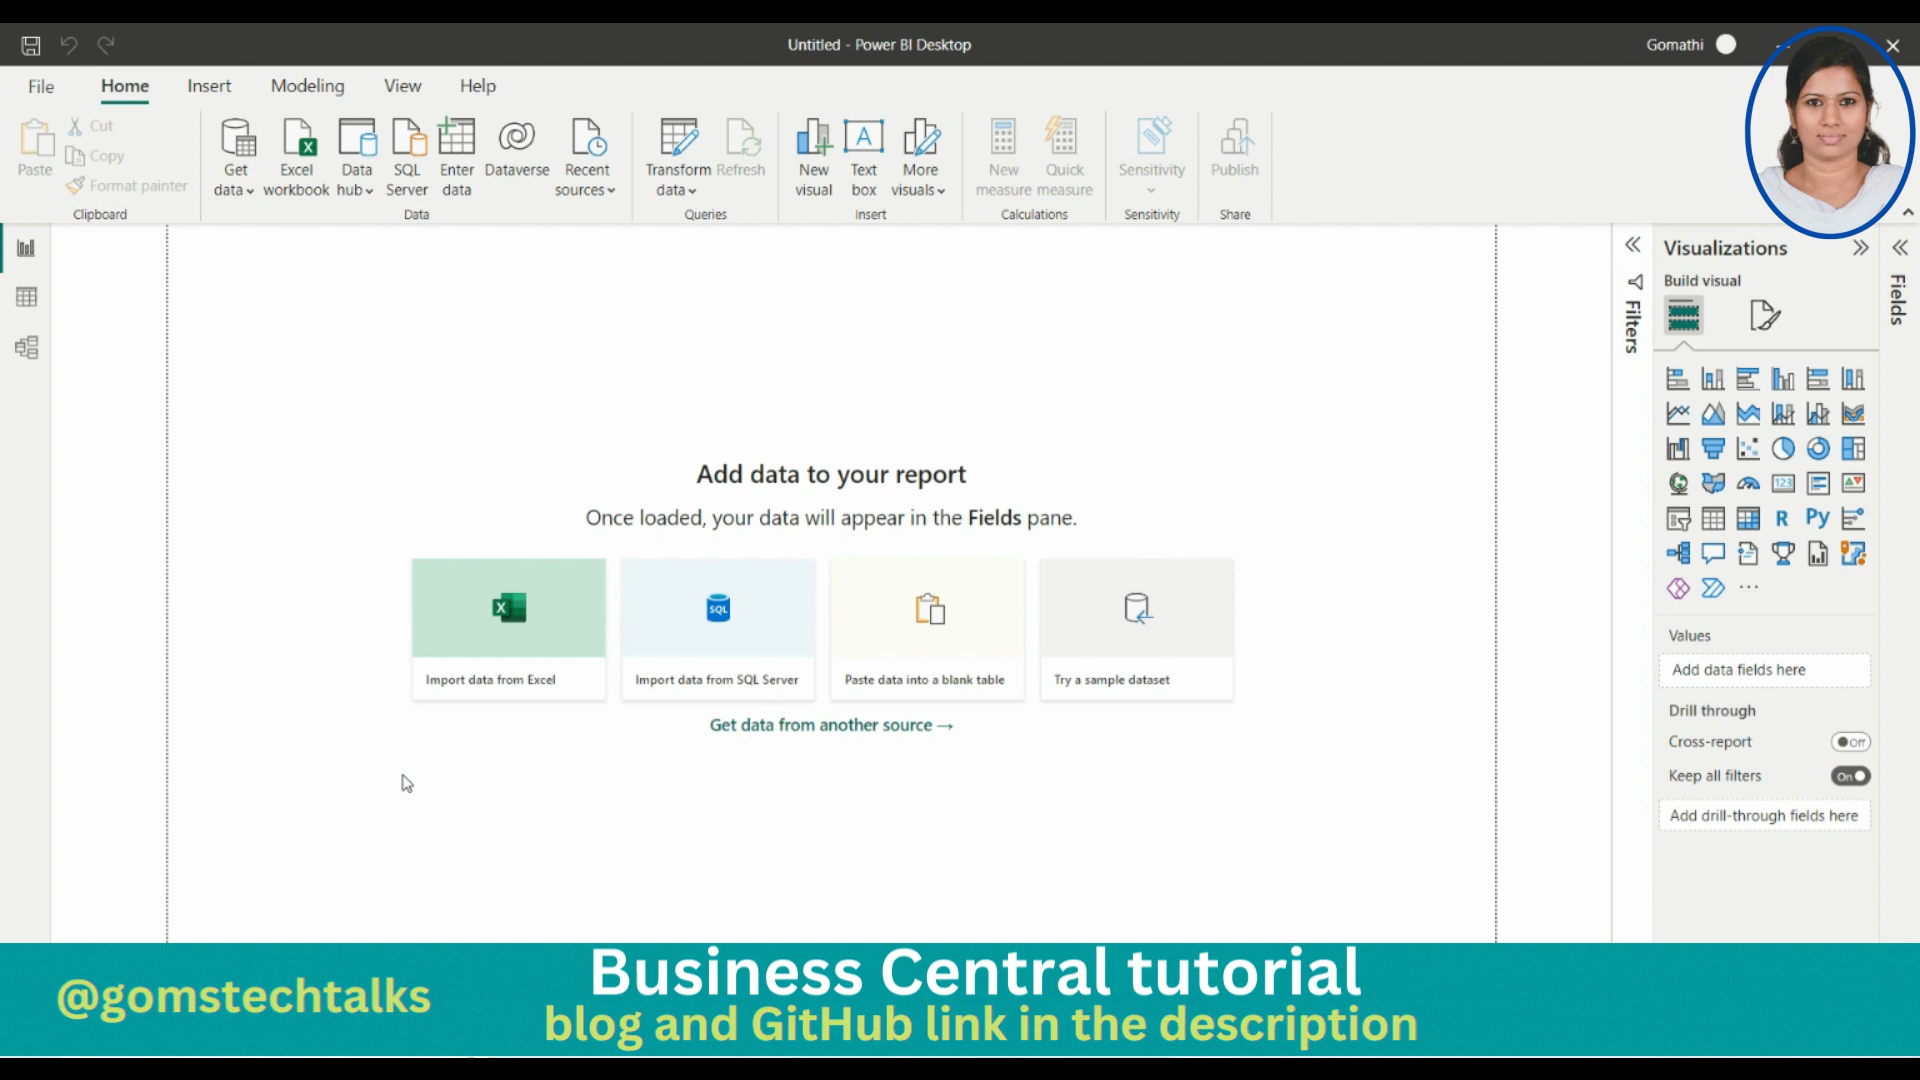 Untitled - Power BI Desktop
Gomathi
File Home Insert Modeling View Help
Paste
Cut
Copy
Format painter
Clipboard
Get data
Excel workbook
Data hub
SQL Server
Enter data
Dataverse
Recent sources
Data
Transform data
Refresh
Queries
New visual
Text box
More visuals
Insert
New measure
Quick measure
Calculations
Sensitivity
Sensitivity
Publish
Share
Filters
Visualizations
Build visual
Fields
123
R
Py
Values
Add data fields here
Drill through
Cross-report
Off
Keep all filters
On
Add drill-through fields here
Add data to your report
Once loaded, your data will appear in the Fields pane.
SQL
Import data from Excel
Import data from SQL Server
Paste data into a blank table
Try a sample dataset
Get data from another source →
@gomstechtalks
Business Central tutorial
blog and GitHub link in the description